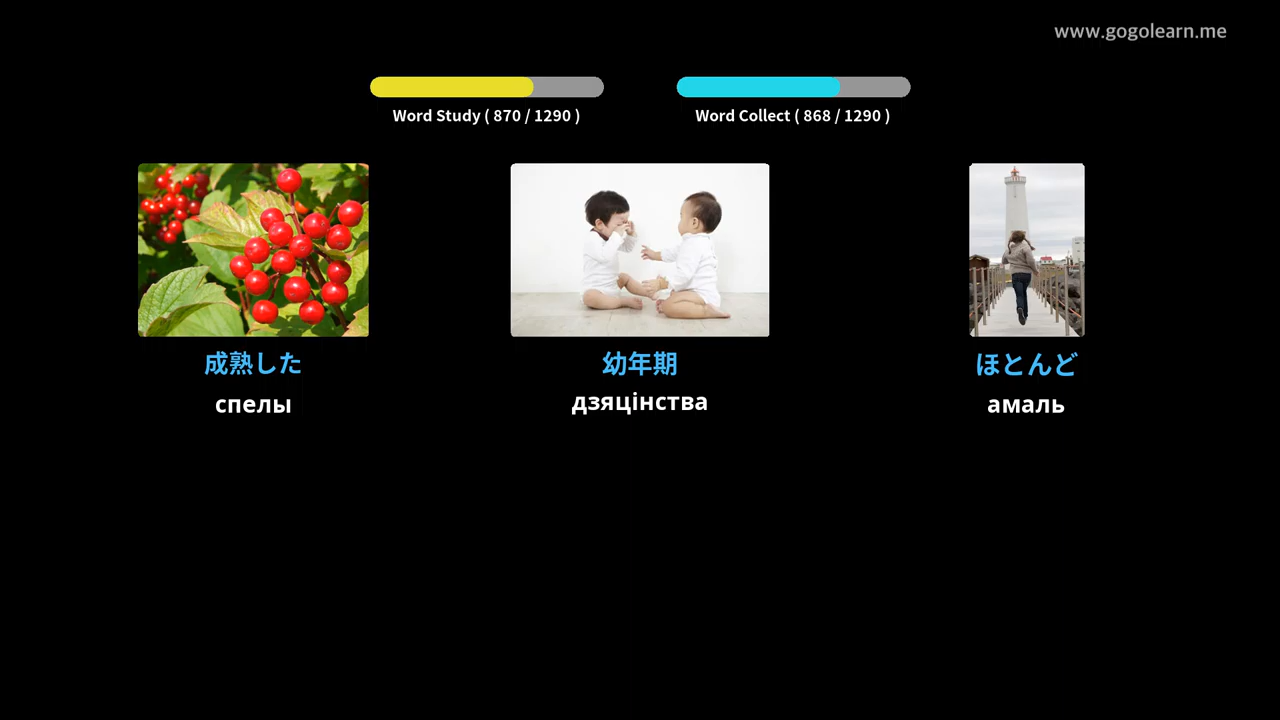 www.gogolearn.me
Word Study ( 870 / 1290 )
Word Collect ( 868 / 1290 )
成熟した
幼年期
ほとんど
спелы
дзяцінства
амаль